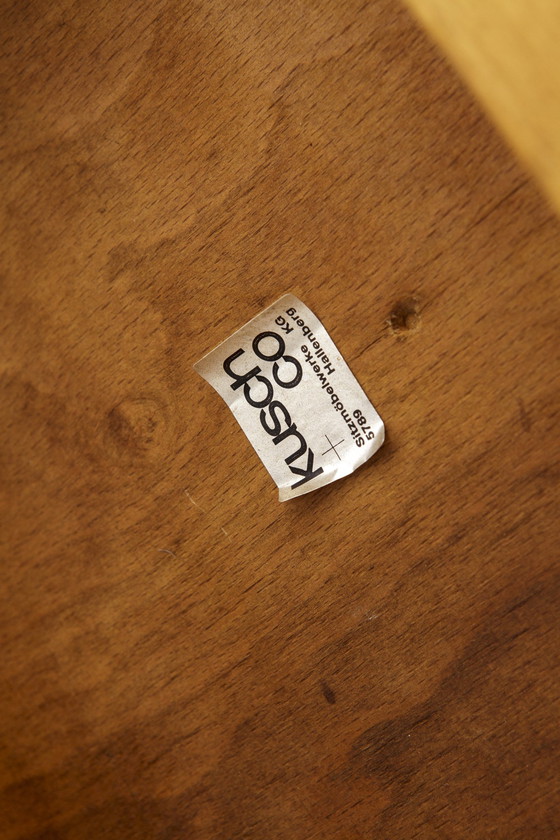 kusch
+ co
Sitzmöbelwerke KG
5789 Hallenberg